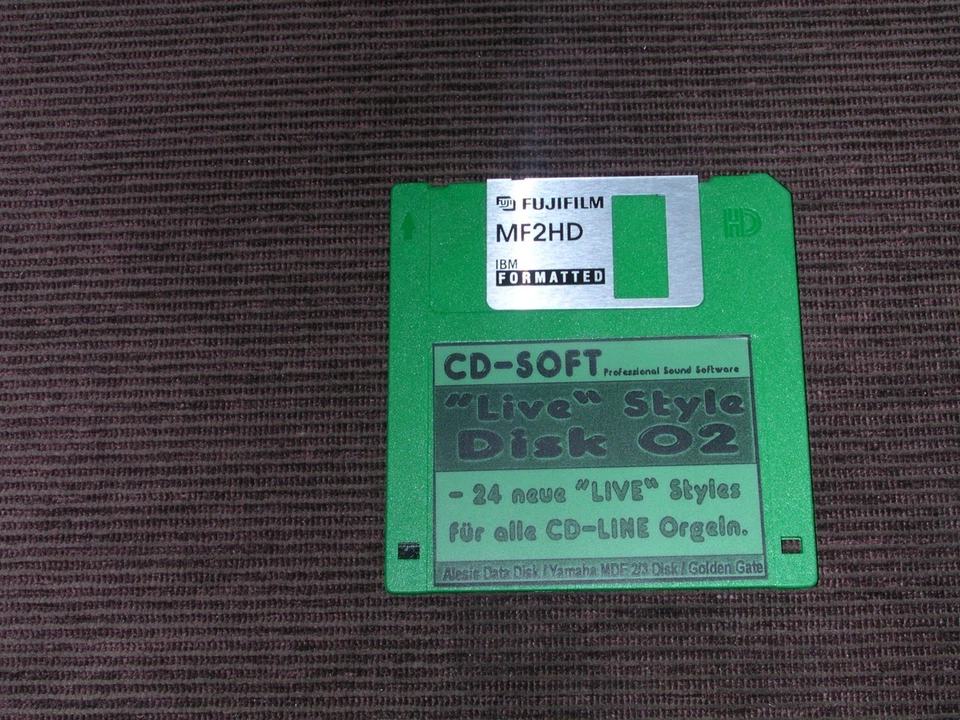 FUJI FUJIFILM
MF2HD
IBM
FORMATTED
HD
CD-SOFT Professional Sound Software
"Live" Style
Disk 02
- 24 neue "LIVE" Styles
für alle CD-LINE Orgeln.
Alesis Data Disk / Yamaha MDF 2/3 Disk / Golden Gate